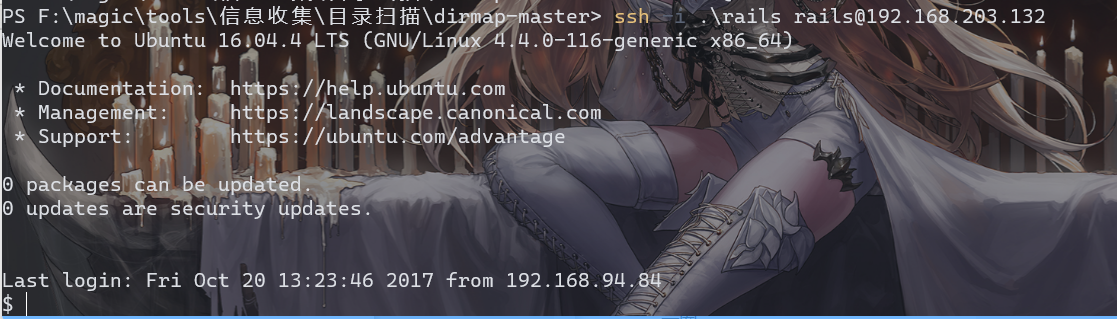 PS F:\magic\tools\信息收集\目录扫描\dirmap-master> ssh -i .\rails rails@192.168.203.132
Welcome to Ubuntu 16.04.4 LTS (GNU/Linux 4.4.0-116-generic x86_64)
* Documentation: https://help.ubuntu.com
* Management: https://landscape.canonical.com
* Support: https://ubuntu.com/advantage
0 packages can be updated.
0 updates are security updates.
Last login: Fri Oct 20 13:23:46 2017 from 192.168.94.84
$